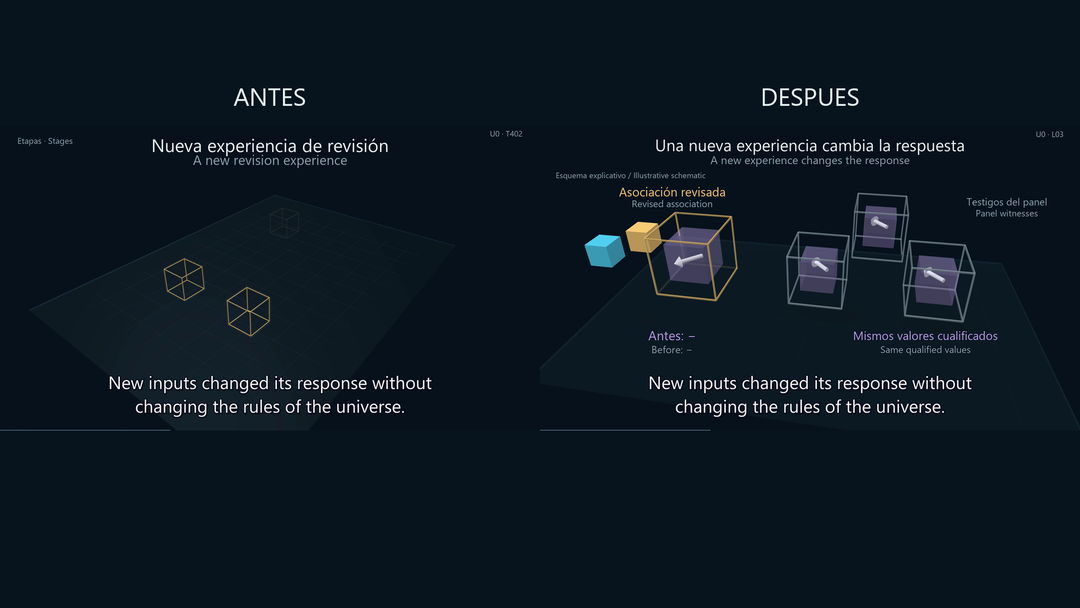 ANTES
Etapas · Stages
U0 · T402
Nueva experiencia de revisión
A new revision experience
New inputs changed its response without
changing the rules of the universe.
DESPUES
U0 · L03
Una nueva experiencia cambia la respuesta
A new experience changes the response
Esquema explicativo / Illustrative schematic
Asociación revisada
Revised association
Testigos del panel
Panel witnesses
Antes: –
Before: –
Mismos valores cualificados
Same qualified values
New inputs changed its response without
changing the rules of the universe.